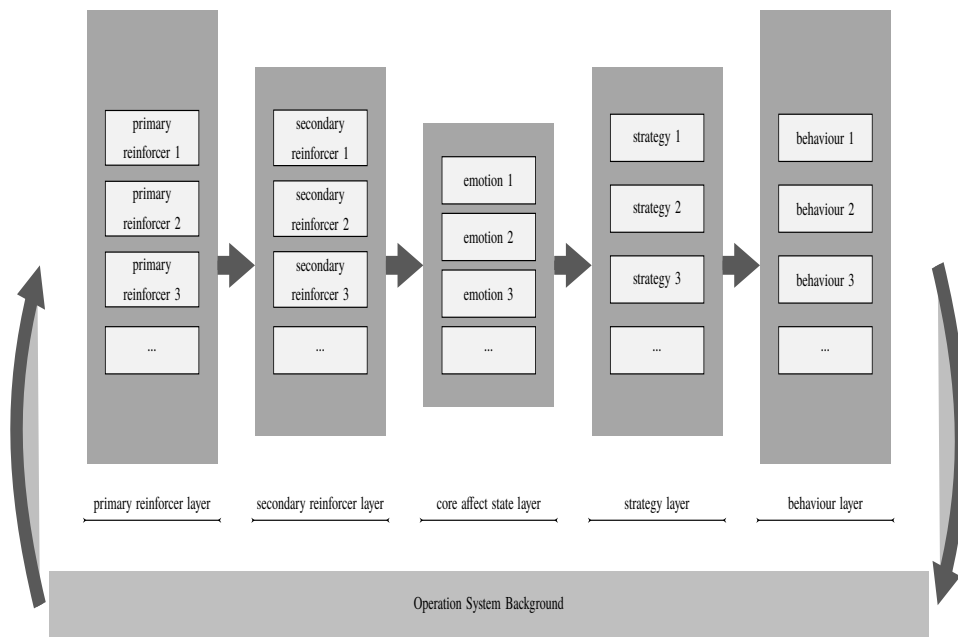 primary
reinforcer 1
primary
reinforcer 2
primary
reinforcer 3
...
secondary
reinforcer 1
secondary
reinforcer 2
secondary
reinforcer 3
...
emotion 1
emotion 2
emotion 3
...
strategy 1
strategy 2
strategy 3
...
behaviour 1
behaviour 2
behaviour 3
...
primary reinforcer layer
secondary reinforcer layer
core affect state layer
strategy layer
behaviour layer
Operation System Background